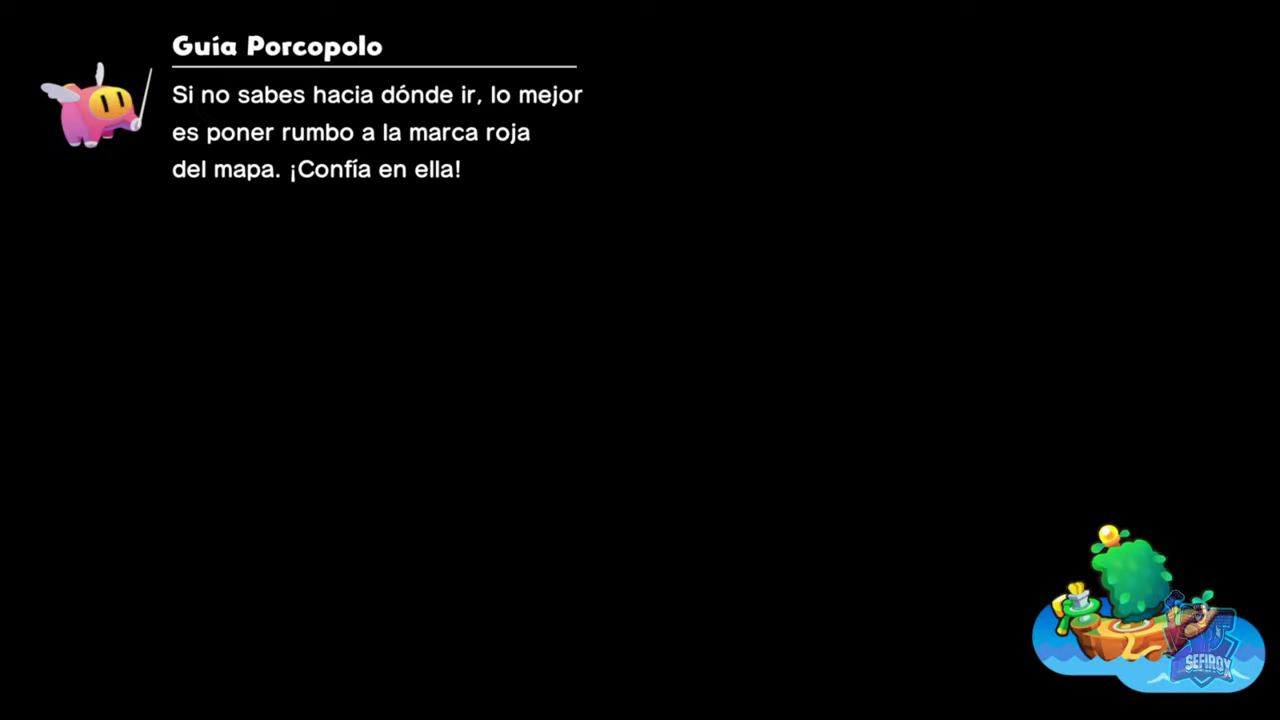 Guía Porcopolo
Si no sabes hacia dónde ir, lo mejor
es poner rumbo a la marca roja
del mapa. ¡Confía en ella!
SEFIROX